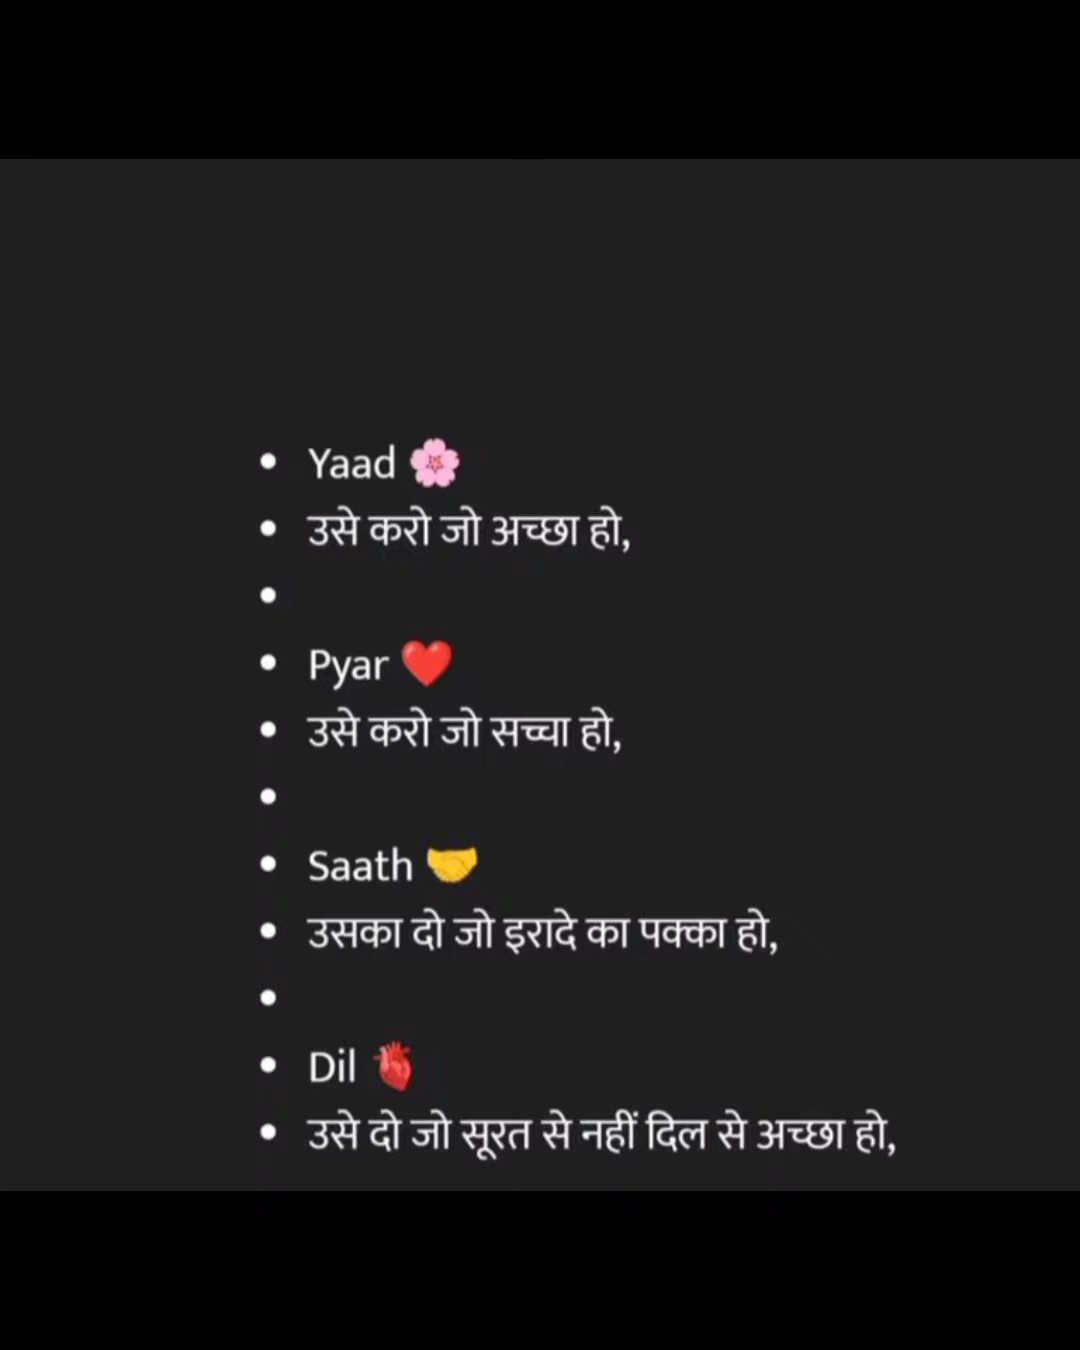 • Yaad 🌸
• उसे करो जो अच्छा हो,
•
• Pyar ❤️
• उसे करो जो सच्चा हो,
•
• Saath 🤝
• उसका दो जो इरादे का पक्का हो,
•
• Dil 🫀
• उसे दो जो सूरत से नहीं दिल से अच्छा हो,